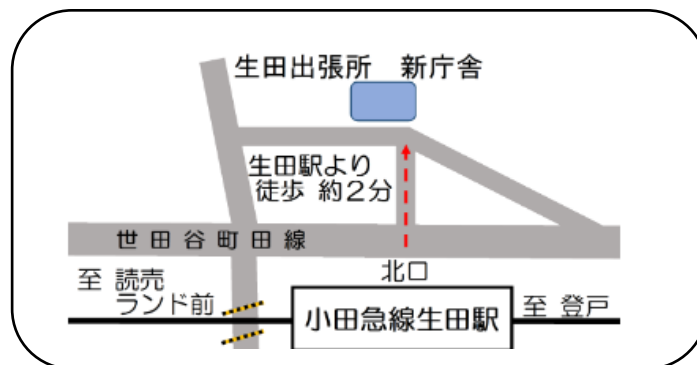 生田出張所　新庁舎
生田駅より
徒歩 約２分
世田谷町田線
北口
至 読売
ランド前
小田急線生田駅
至 登戸